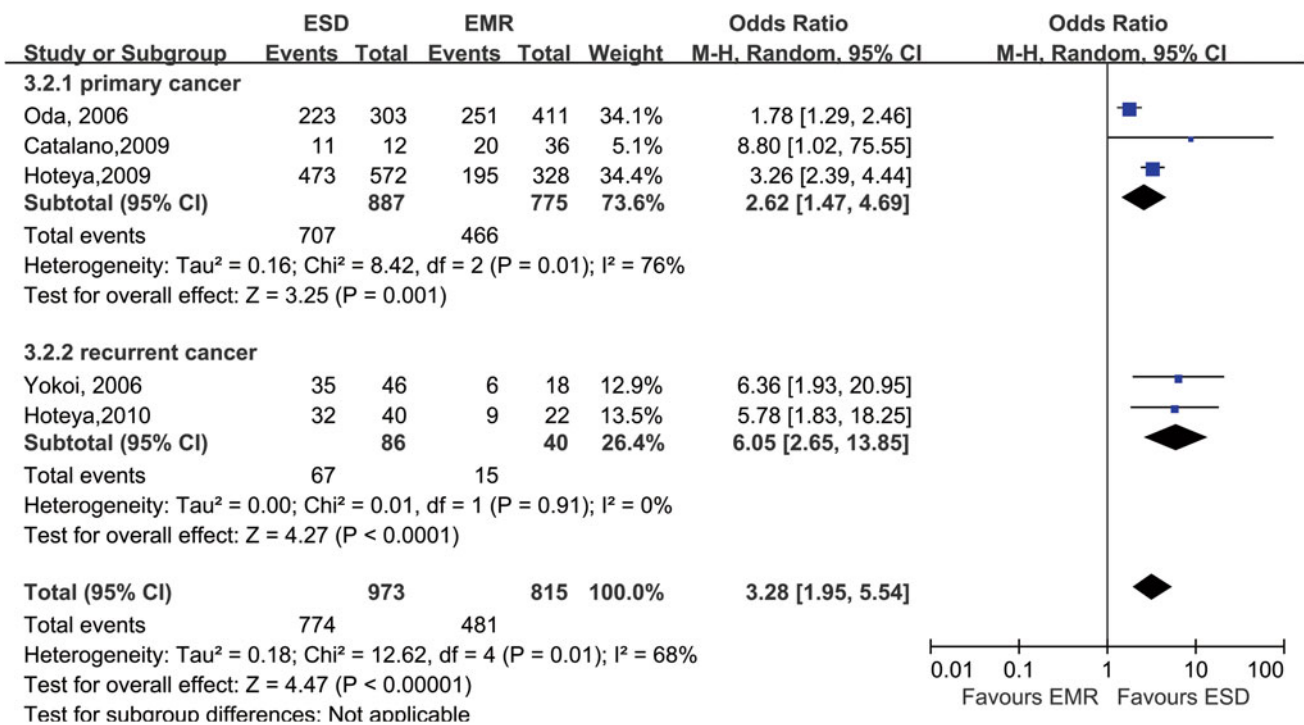 ESD EMR Odds Ratio Odds Ratio
Study or Subgroup Events Total Events Total Weight M-H, Random, 95% CI M-H, Random, 95% CI
3.2.1 primary cancer
Oda, 2006 223 303 251 411 34.1% 1.78 [1.29, 2.46]
Catalano,2009 11 12 20 36 5.1% 8.80 [1.02, 75.55]
Hoteya,2009 473 572 195 328 34.4% 3.26 [2.39, 4.44]
Subtotal (95% CI) 887 775 73.6% 2.62 [1.47, 4.69]
Total events 707 466
Heterogeneity: Tau² = 0.16; Chi² = 8.42, df = 2 (P = 0.01); I² = 76%
Test for overall effect: Z = 3.25 (P = 0.001)
3.2.2 recurrent cancer
Yokoi, 2006 35 46 6 18 12.9% 6.36 [1.93, 20.95]
Hoteya,2010 32 40 9 22 13.5% 5.78 [1.83, 18.25]
Subtotal (95% CI) 86 40 26.4% 6.05 [2.65, 13.85]
Total events 67 15
Heterogeneity: Tau² = 0.00; Chi² = 0.01, df = 1 (P = 0.91); I² = 0%
Test for overall effect: Z = 4.27 (P < 0.0001)
Total (95% CI) 973 815 100.0% 3.28 [1.95, 5.54]
Total events 774 481
Heterogeneity: Tau² = 0.18; Chi² = 12.62, df = 4 (P = 0.01); I² = 68%
Test for overall effect: Z = 4.47 (P < 0.00001)
Test for subgroup differences: Not applicable
0.01 0.1 1 10 100
Favours EMR Favours ESD